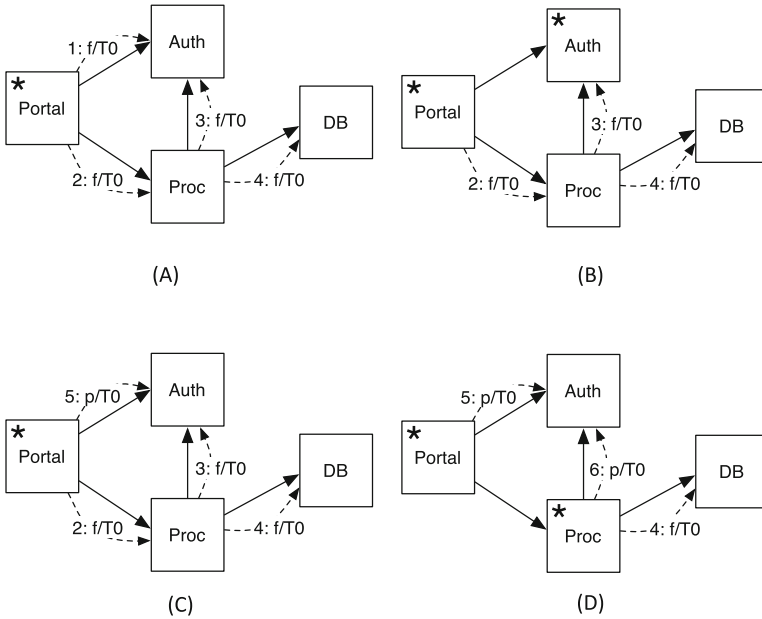 1: f/T0
Auth
*
Portal
3: f/T0
DB
2: f/T0
Proc
4: f/T0
(A)
*
Auth
*
Portal
3: f/T0
DB
2: f/T0
Proc
4: f/T0
(B)
5: p/T0
Auth
*
Portal
3: f/T0
DB
2: f/T0
Proc
4: f/T0
(C)
5: p/T0
Auth
*
Portal
6: p/T0
DB
*
Proc
4: f/T0
(D)